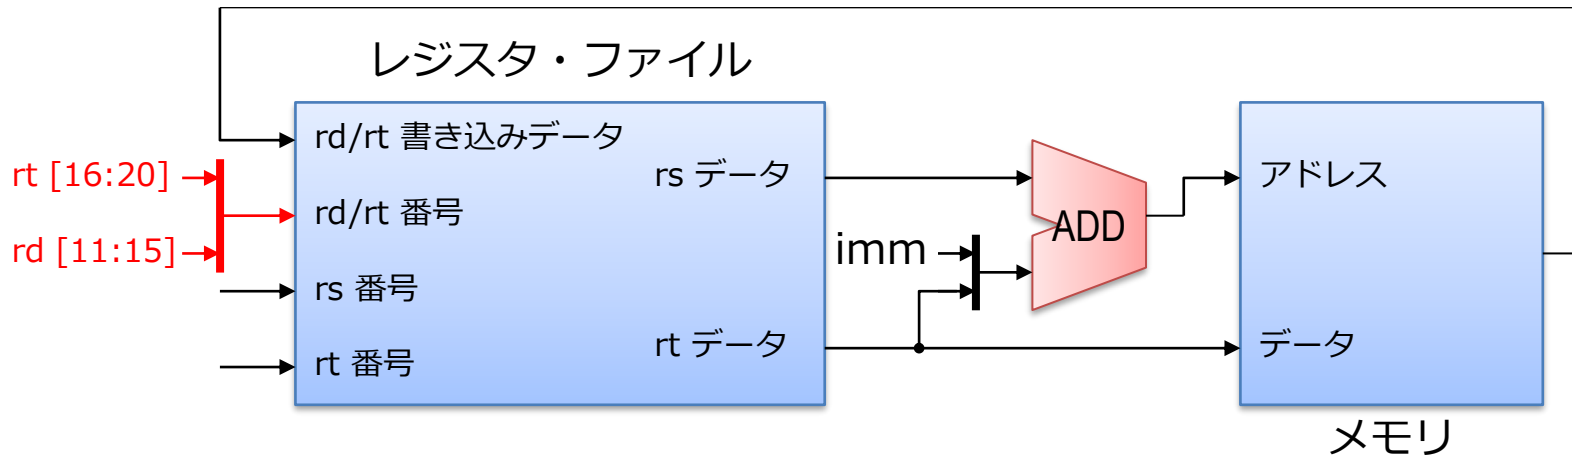 レジスタ・ファイル
rd/rt 書き込みデータ
rt [16:20]
rs データ
アドレス
rd/rt 番号
ADD
rd [11:15]
imm
rs 番号
rt 番号
rt データ
データ
メモリ